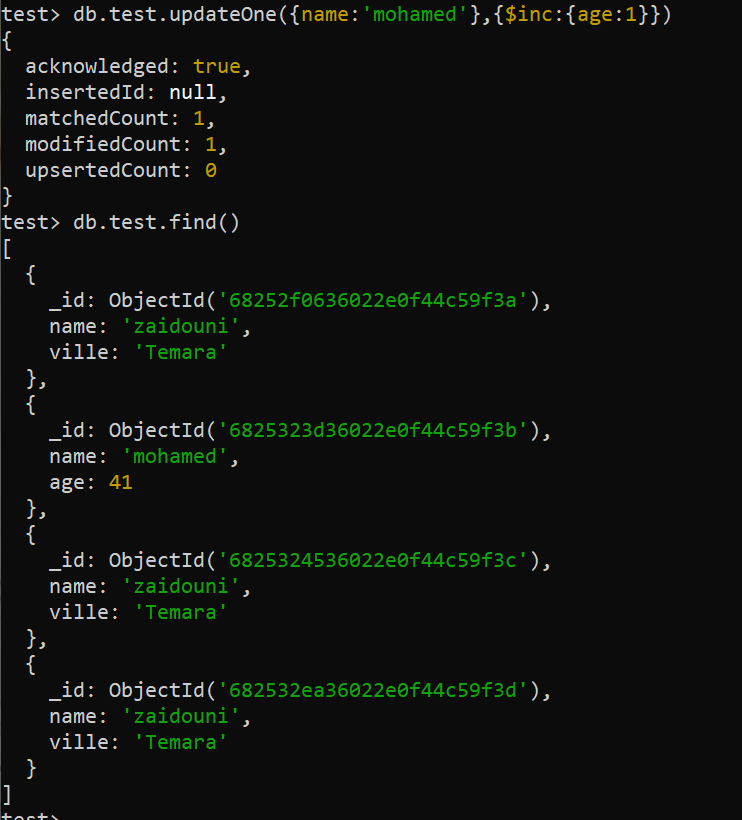 test> db.test.updateOne({name:'mohamed'},{$inc:{age:1}})
{
  acknowledged: true,
  insertedId: null,
  matchedCount: 1,
  modifiedCount: 1,
  upsertedCount: 0
}
test> db.test.find()
[
  {
    _id: ObjectId('68252f0636022e0f44c59f3a'),
    name: 'zaidouni',
    ville: 'Temara'
  },
  {
    _id: ObjectId('6825323d36022e0f44c59f3b'),
    name: 'mohamed',
    age: 41
  },
  {
    _id: ObjectId('6825324536022e0f44c59f3c'),
    name: 'zaidouni',
    ville: 'Temara'
  },
  {
    _id: ObjectId('682532ea36022e0f44c59f3d'),
    name: 'zaidouni',
    ville: 'Temara'
  }
]
test>